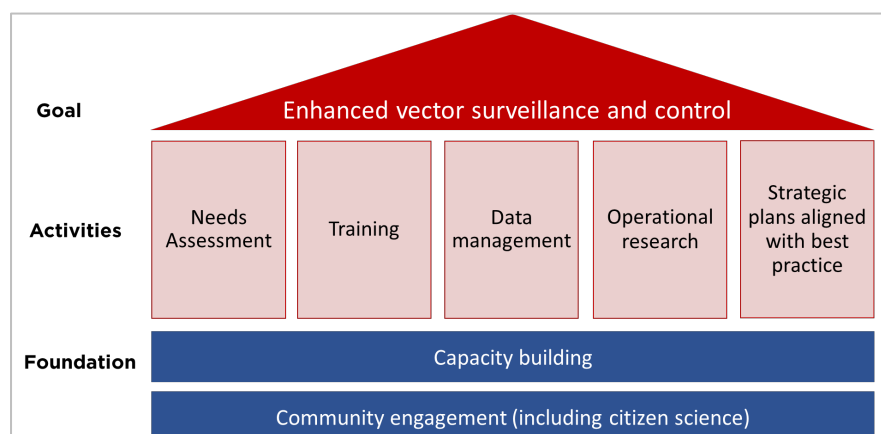 Goal
Enhanced vector surveillance and control
Activities
Needs
Assessment
Training
Data
management
Operational
research
Strategic
plans aligned
with best
practice
Foundation
Capacity building
Community engagement (including citizen science)